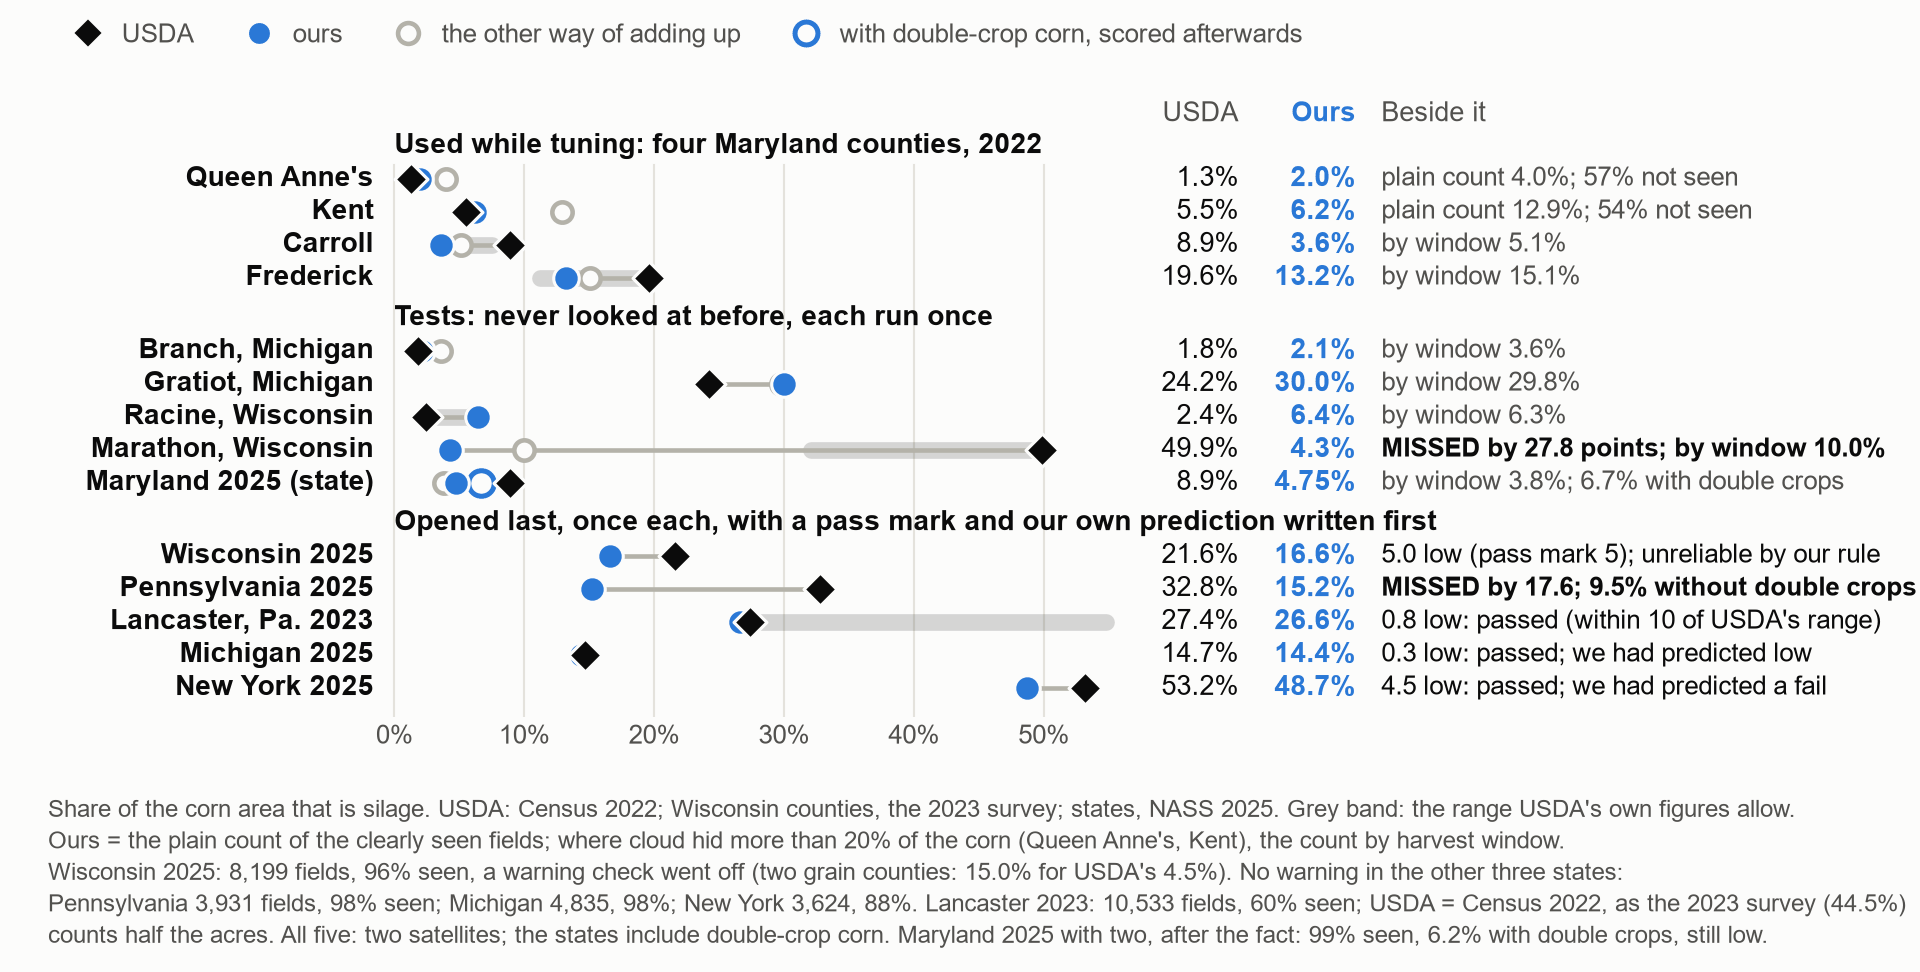 USDA ours the other way of adding up with double-crop corn, scored afterwards
USDA Ours Beside it
Used while tuning: four Maryland counties, 2022
Queen Anne's 1.3% 2.0% plain count 4.0%; 57% not seen
Kent 5.5% 6.2% plain count 12.9%; 54% not seen
Carroll 8.9% 3.6% by window 5.1%
Frederick 19.6% 13.2% by window 15.1%
Tests: never looked at before, each run once
Branch, Michigan 1.8% 2.1% by window 3.6%
Gratiot, Michigan 24.2% 30.0% by window 29.8%
Racine, Wisconsin 2.4% 6.4% by window 6.3%
Marathon, Wisconsin 49.9% 4.3% MISSED by 27.8 points; by window 10.0%
Maryland 2025 (state) 8.9% 4.75% by window 3.8%; 6.7% with double crops
Opened last, once each, with a pass mark and our own prediction written first
Wisconsin 2025 21.6% 16.6% 5.0 low (pass mark 5); unreliable by our rule
Pennsylvania 2025 32.8% 15.2% MISSED by 17.6; 9.5% without double crops
Lancaster, Pa. 2023 27.4% 26.6% 0.8 low: passed (within 10 of USDA's range)
Michigan 2025 14.7% 14.4% 0.3 low: passed; we had predicted low
New York 2025 53.2% 48.7% 4.5 low: passed; we had predicted a fail
0% 10% 20% 30% 40% 50%
Share of the corn area that is silage. USDA: Census 2022; Wisconsin counties, the 2023 survey; states, NASS 2025. Grey band: the range USDA's own figures allow.
Ours = the plain count of the clearly seen fields; where cloud hid more than 20% of the corn (Queen Anne's, Kent), the count by harvest window.
Wisconsin 2025: 8,199 fields, 96% seen, a warning check went off (two grain counties: 15.0% for USDA's 4.5%). No warning in the other three states:
Pennsylvania 3,931 fields, 98% seen; Michigan 4,835, 98%; New York 3,624, 88%. Lancaster 2023: 10,533 fields, 60% seen; USDA = Census 2022, as the 2023 survey (44.5%)
counts half the acres. All five: two satellites; the states include double-crop corn. Maryland 2025 with two, after the fact: 99% seen, 6.2% with double crops, still low.